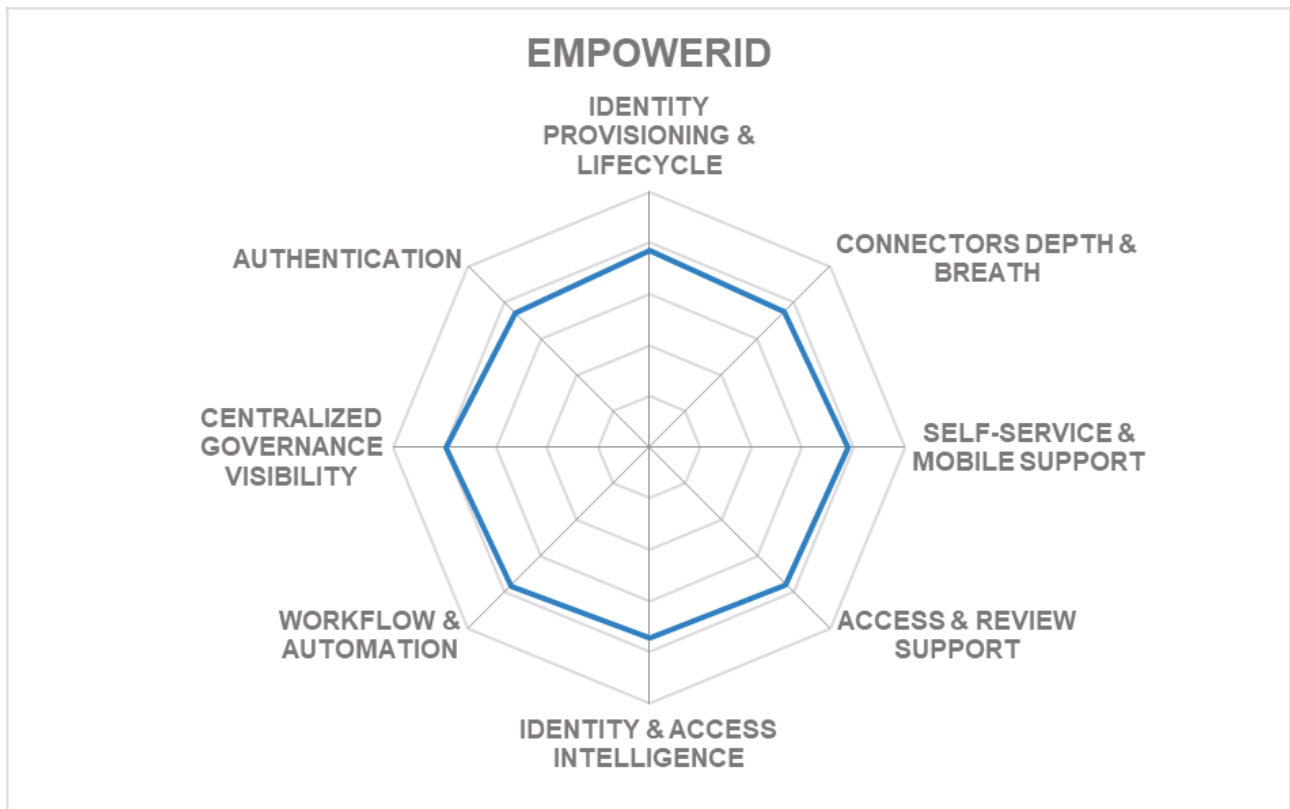 EMPOWERID
IDENTITY
PROVISIONING &
LIFECYCLE
CONNECTORS DEPTH &
BREATH
SELF-SERVICE &
MOBILE SUPPORT
ACCESS & REVIEW
SUPPORT
IDENTITY & ACCESS
INTELLIGENCE
WORKFLOW &
AUTOMATION
CENTRALIZED
GOVERNANCE
VISIBILITY
AUTHENTICATION